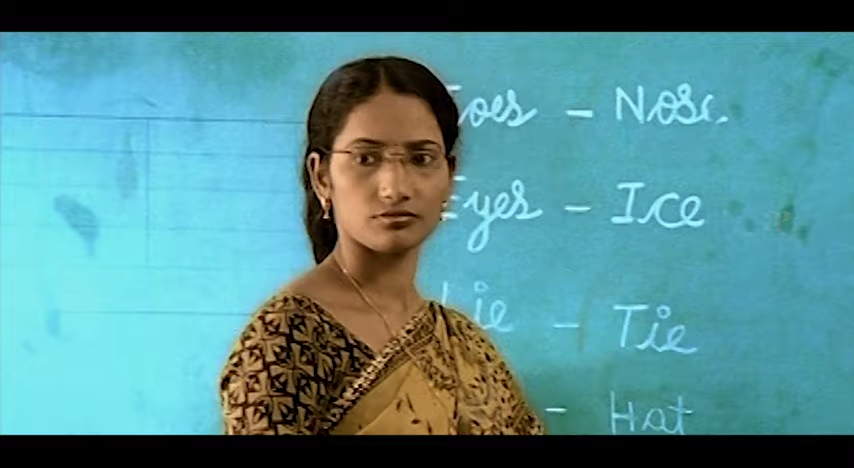 oes – Nose
Eyes – Ice
Lie – Tie
– Hat